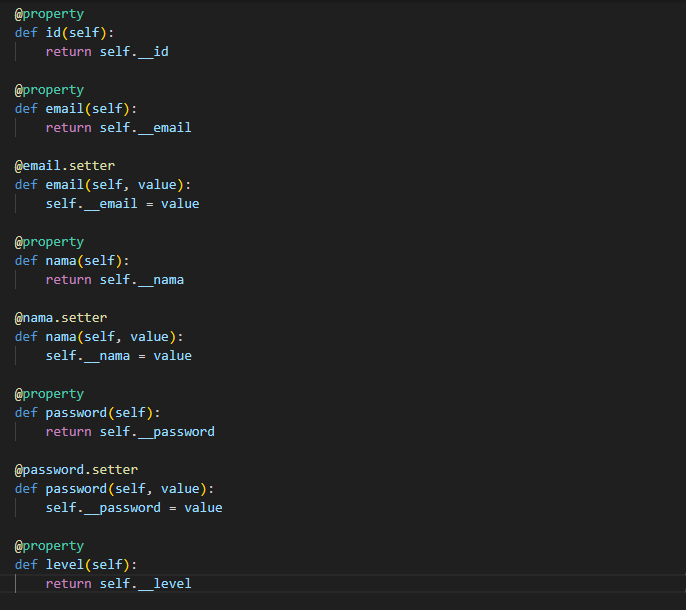 @property
def id(self):
    return self.__id
@property
def email(self):
    return self.__email
@email.setter
def email(self, value):
    self.__email = value
@property
def nama(self):
    return self.__nama
@nama.setter
def nama(self, value):
    self.__nama = value
@property
def password(self):
    return self.__password
@password.setter
def password(self, value):
    self.__password = value
@property
def level(self):
    return self.__level